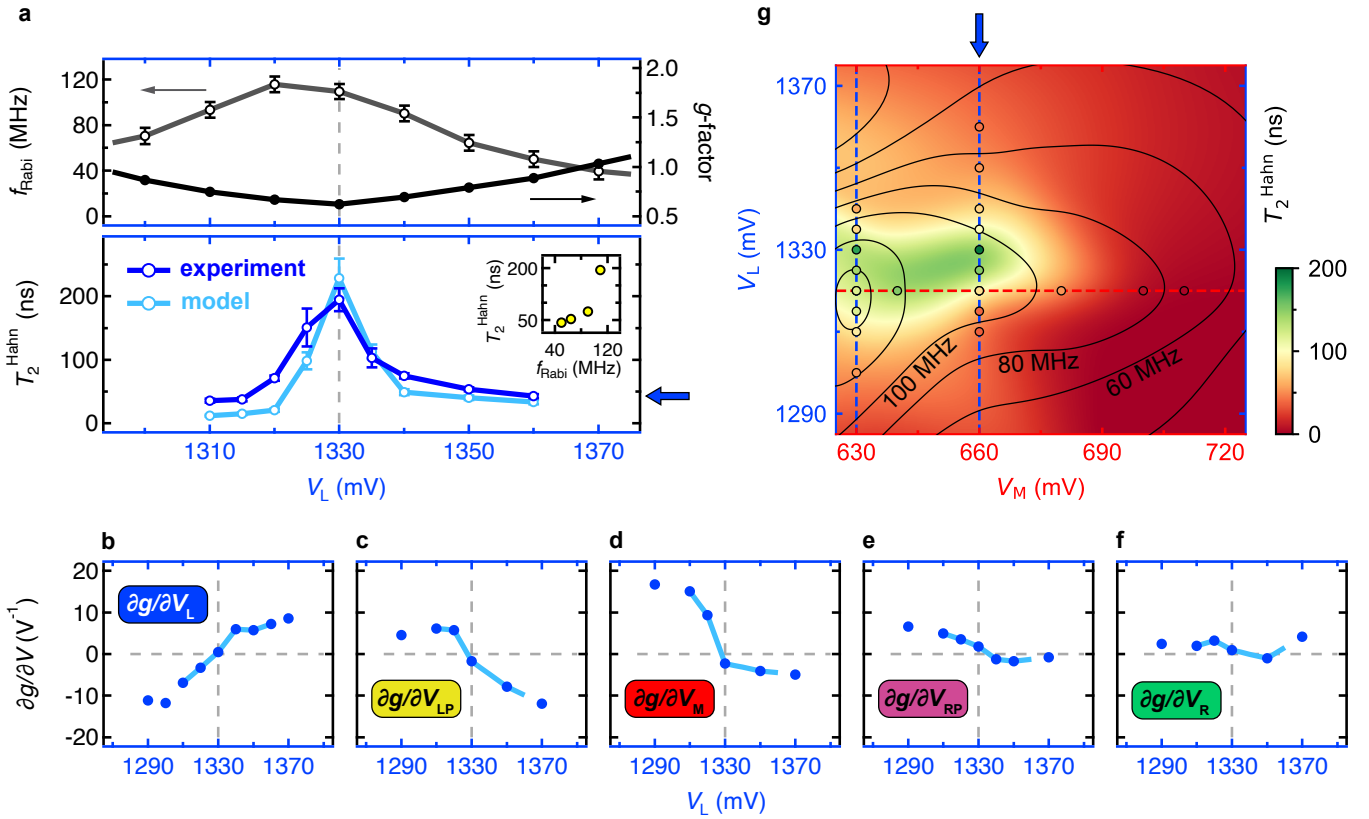 a
120
80
40
0
f_Rabi (MHz)
2.0
1.5
1.0
0.5
g-factor
experiment
model
200
100
0
T_2^Hahn (ns)
200
50
T_2^Hahn (ns)
40
120
f_Rabi (MHz)
1310
1330
1350
1370
V_L (mV)
g
1370
1330
1290
V_L (mV)
100 MHz
80 MHz
60 MHz
630
660
690
720
V_M (mV)
T_2^Hahn (ns)
200
100
0
b
c
d
e
f
20
10
0
-10
-20
∂g/∂V (V^-1)
∂g/∂V_L
∂g/∂V_LP
∂g/∂V_M
∂g/∂V_RP
∂g/∂V_R
1290
1330
1370
1290
1330
1370
1290
1330
1370
1290
1330
1370
1290
1330
1370
V_L (mV)